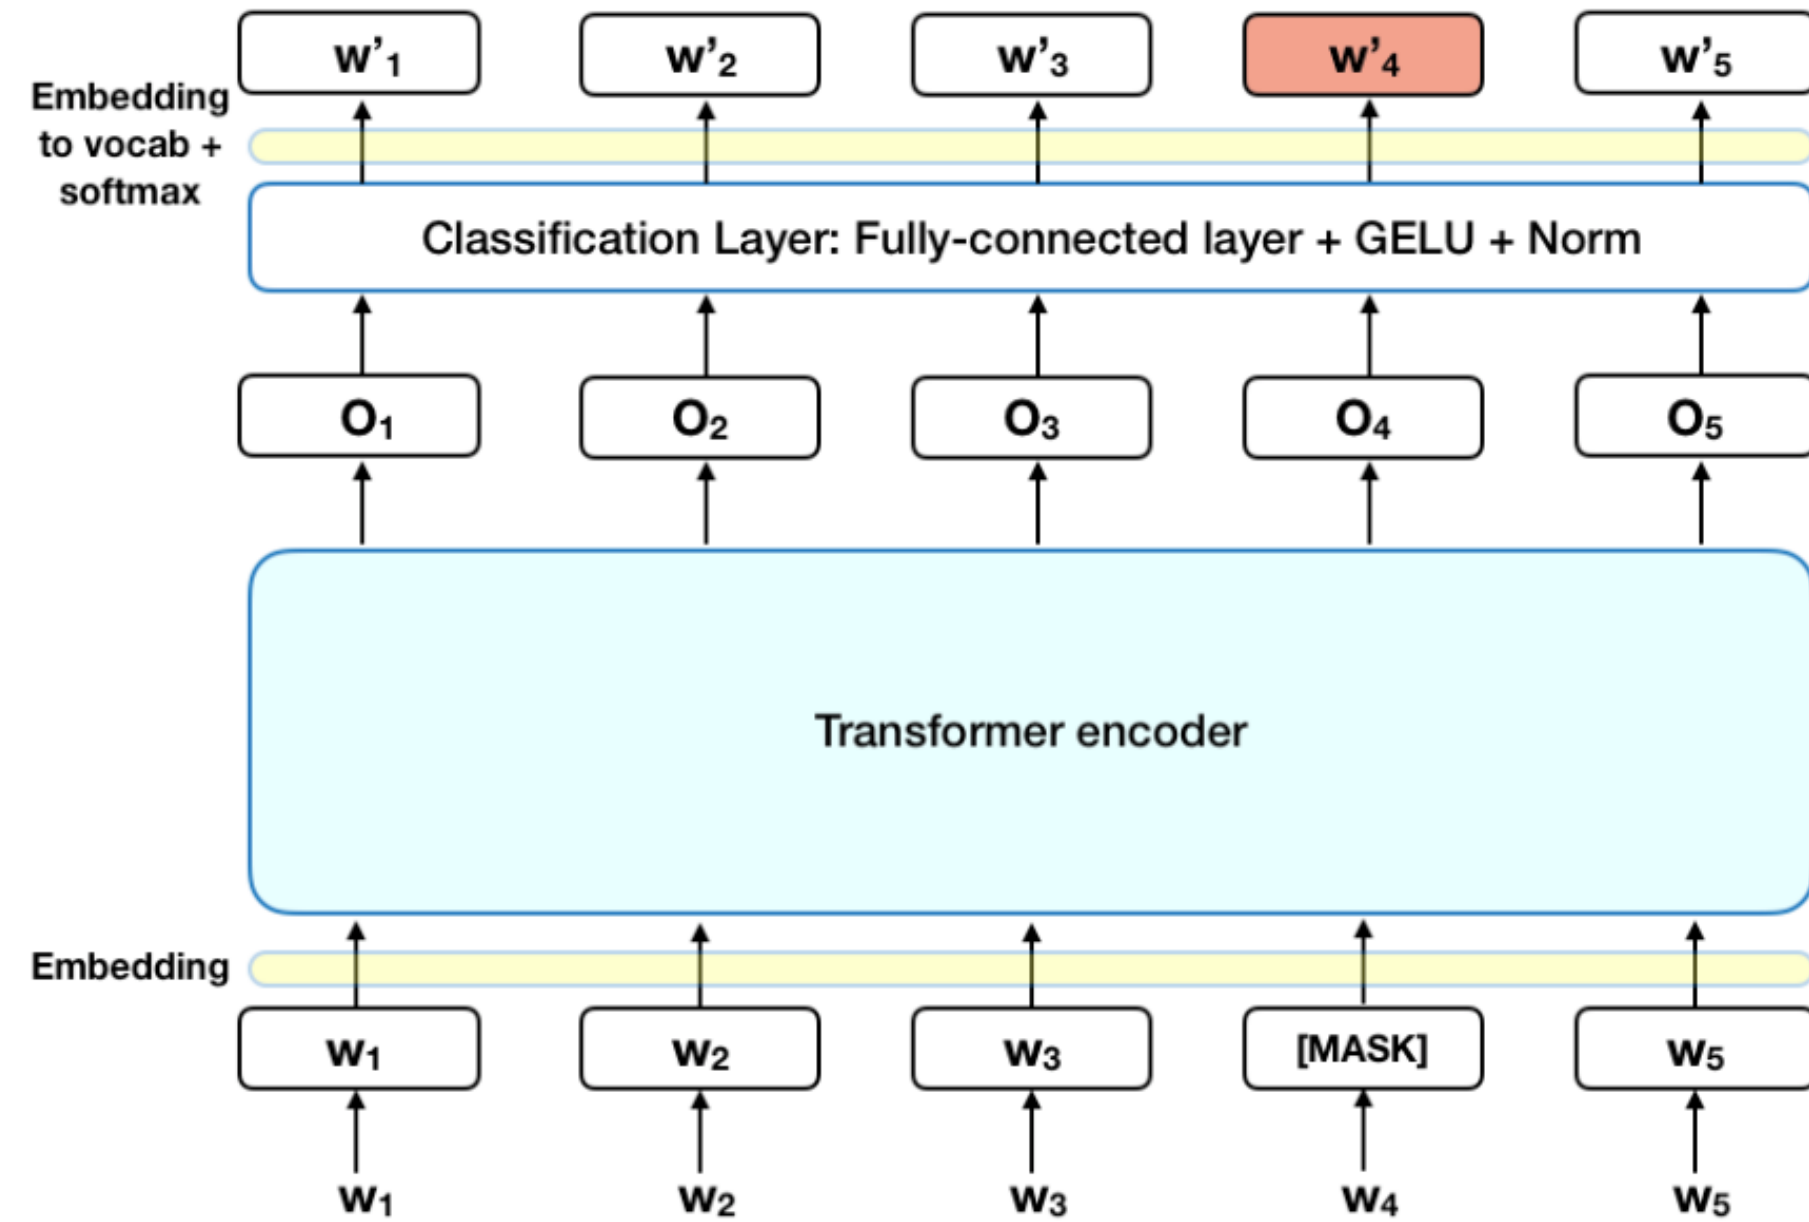 w'₁ w'₂ w'₃ w'₄ w'₅
Embedding
to vocab +
softmax
Classification Layer: Fully-connected layer + GELU + Norm
O₁ O₂ O₃ O₄ O₅
Transformer encoder
Embedding
w₁ w₂ w₃ [MASK] w₅
w₁ w₂ w₃ w₄ w₅